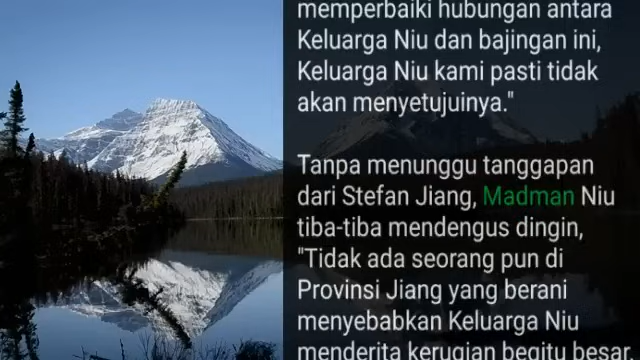 memperbaiki hubungan antara
Keluarga Niu dan bajingan ini,
Keluarga Niu kami pasti tidak
akan menyetujuinya."
Tanpa menunggu tanggapan
dari Stefan Jiang, Madman Niu
tiba-tiba mendengus dingin,
"Tidak ada seorang pun di
Provinsi Jiang yang berani
menyebabkan Keluarga Niu
menderita kerugian begitu besar